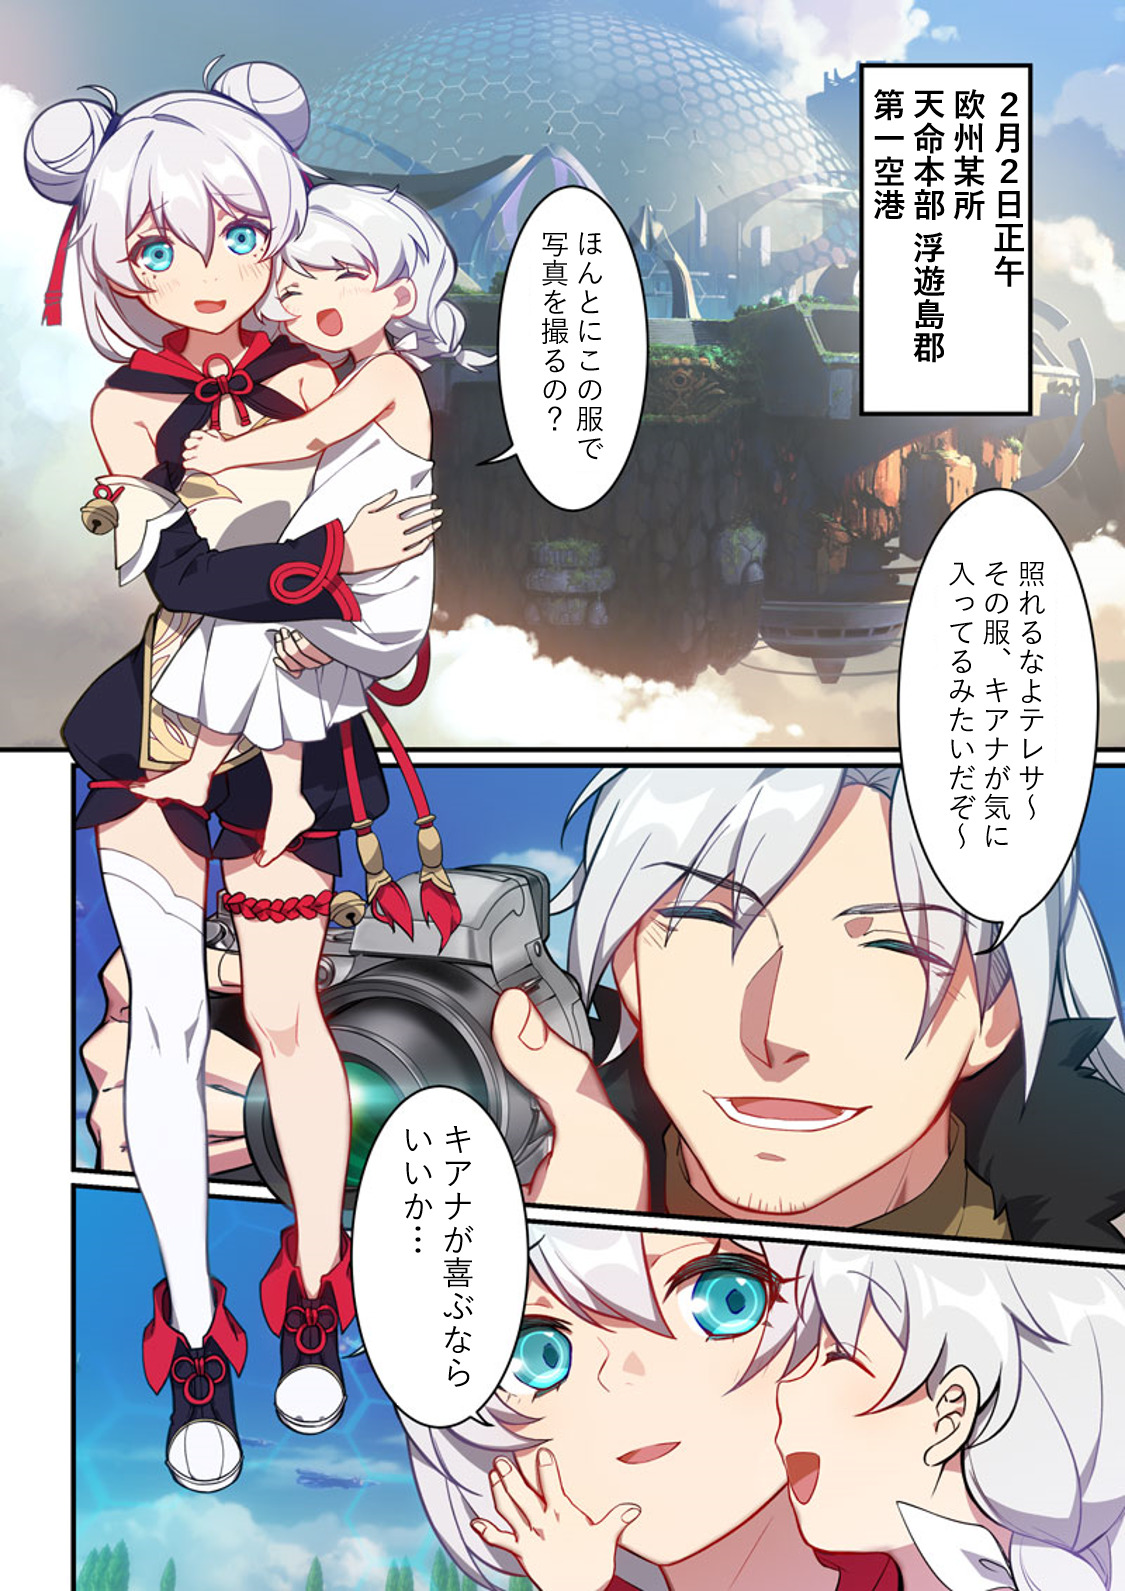 ２月２日正午
欧州某所
天命本部 浮遊島郡
第一空港
ほんとにこの服で
写真を撮るの？
照れるなよテレサ～
その服、キアナが気に
入ってるみたいだぞ～
キアナが喜ぶなら
いいか…